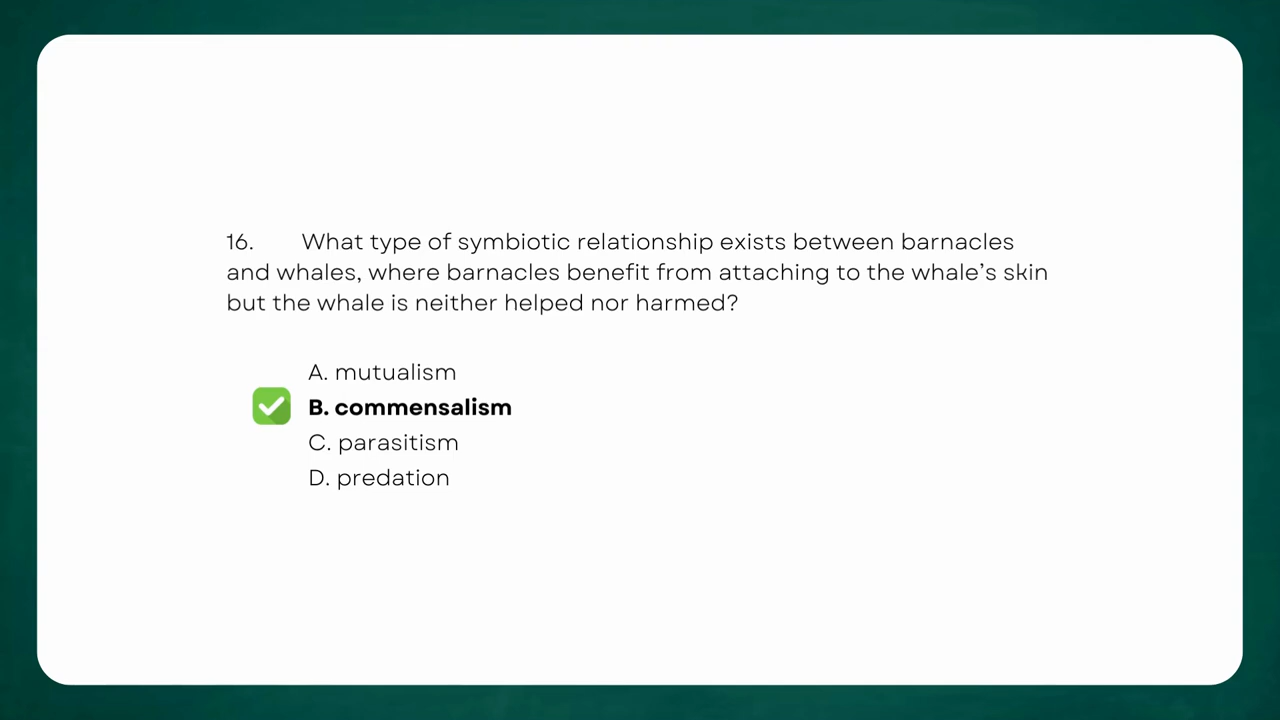 16. What type of symbiotic relationship exists between barnacles
and whales, where barnacles benefit from attaching to the whale’s skin
but the whale is neither helped nor harmed?
A. mutualism
B. commensalism
C. parasitism
D. predation